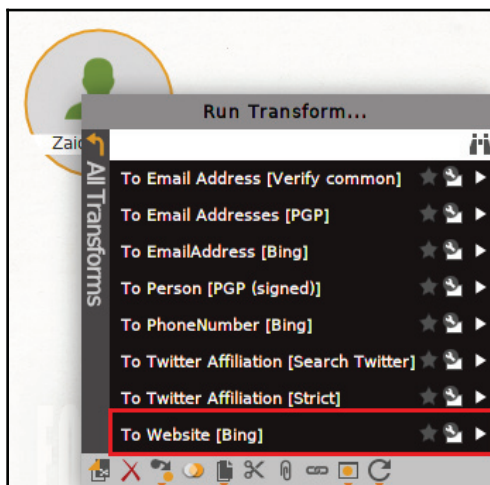 Run Transform...
Zaid
All Transforms
To Email Address [Verify common]
To Email Addresses [PGP]
To EmailAddress [Bing]
To Person [PGP (signed)]
To PhoneNumber [Bing]
To Twitter Affiliation [Search Twitter]
To Twitter Affiliation [Strict]
To Website [Bing]